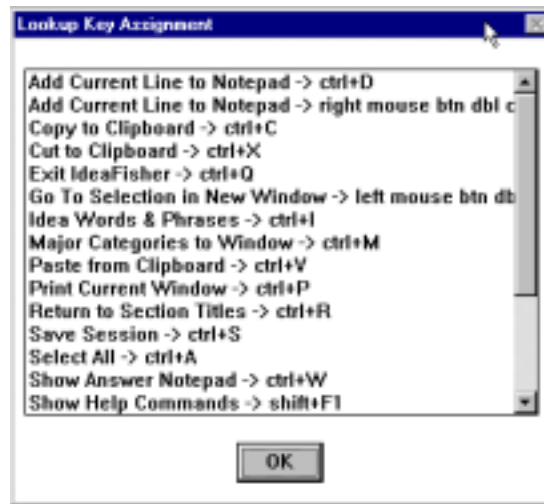 Lookup Key Assignment
Add Current Line to Notepad -> ctrl+D
Add Current Line to Notepad -> right mouse btn dbl c
Copy to Clipboard -> ctrl+C
Cut to Clipboard -> ctrl+X
Exit IdeaFisher -> ctrl+Q
Go To Selection in New Window -> left mouse btn db
Idea Words & Phrases -> ctrl+I
Major Categories to Window -> ctrl+M
Paste from Clipboard -> ctrl+V
Print Current Window -> ctrl+P
Return to Section Titles -> ctrl+R
Save Session -> ctrl+S
Select All -> ctrl+A
Show Answer Notepad -> ctrl+W
Show Help Commands -> shift+F1
OK